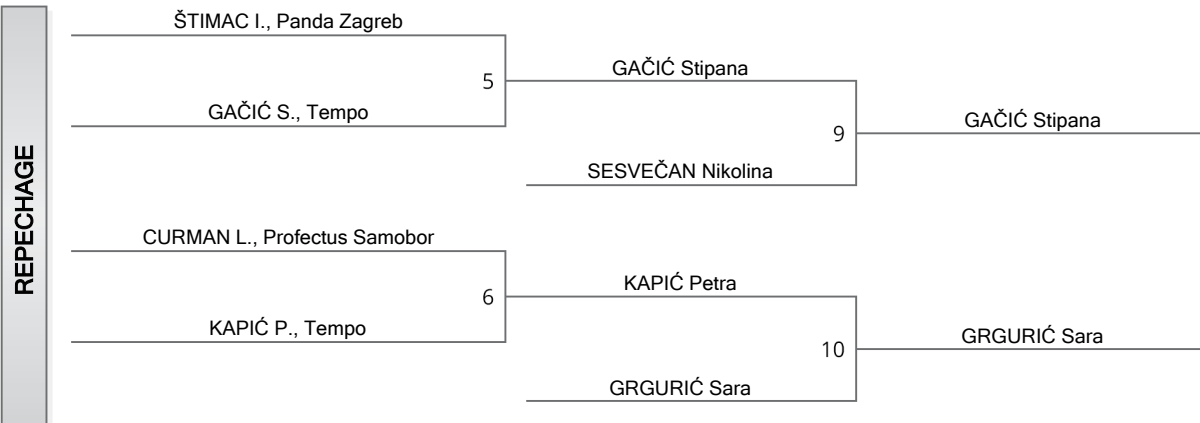 REPECHAGE
ŠTIMAC I., Panda Zagreb
5
GAČIĆ S., Tempo
GAČIĆ Stipana
9
SESVEČAN Nikolina
GAČIĆ Stipana
CURMAN L., Profectus Samobor
6
KAPIĆ P., Tempo
KAPIĆ Petra
10
GRGURIĆ Sara
GRGURIĆ Sara